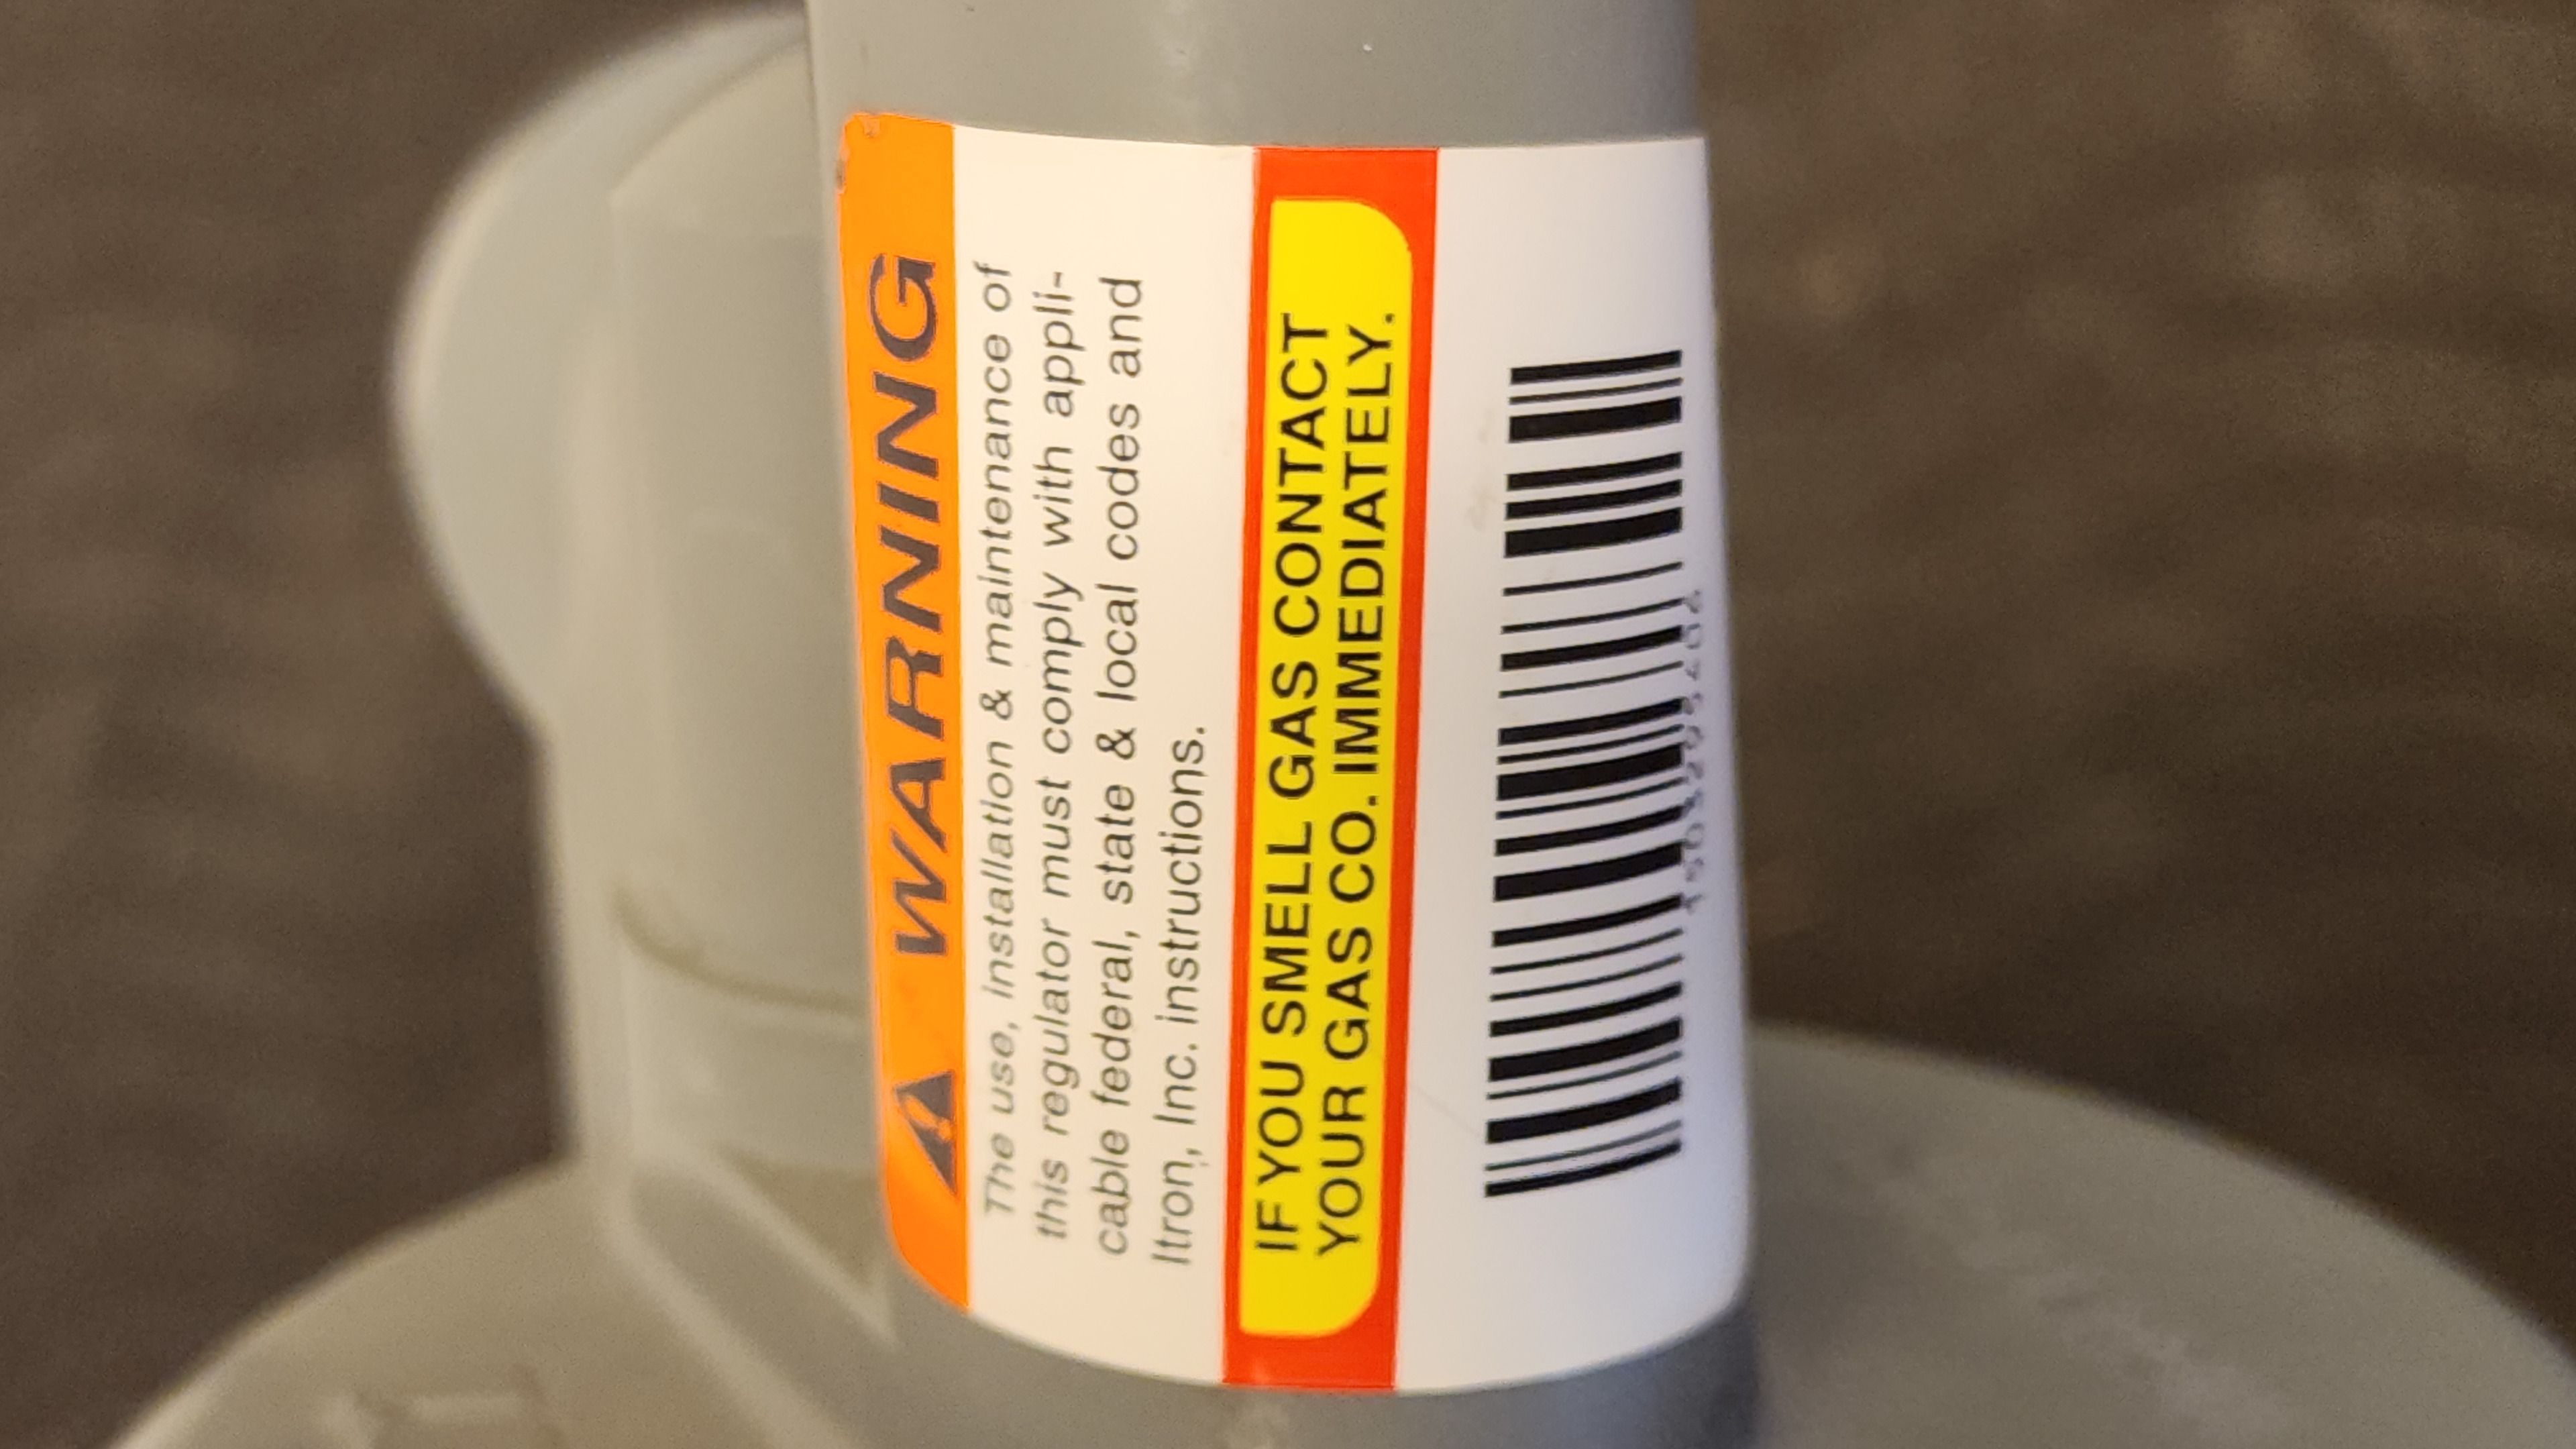 WARNING
The use, installation & maintenance of
this regulator must comply with appli-
cable federal, state & local codes and
Itron, Inc. instructions.
IF YOU SMELL GAS CONTACT
YOUR GAS CO. IMMEDIATELY.